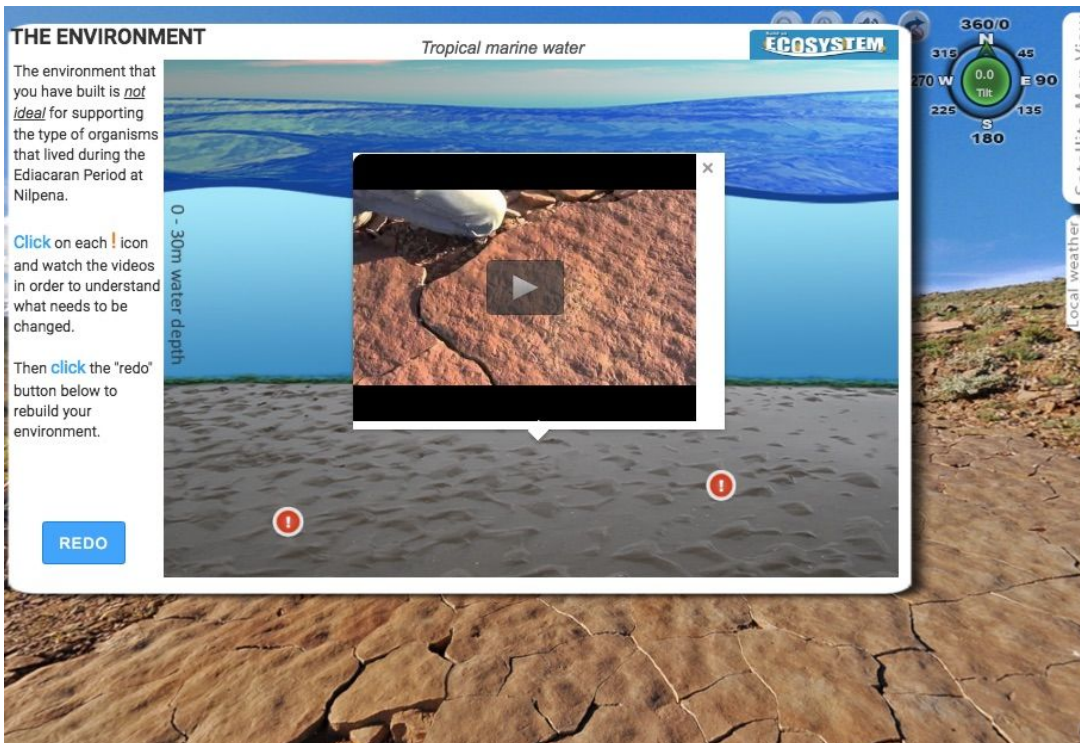 THE ENVIRONMENT
The environment that
you have built is not
ideal for supporting
the type of organisms
that lived during the
Ediacaran Period at
Nilpena.
Click on each ! icon
and watch the videos
in order to understand
what needs to be
changed.
Then click the "redo"
button below to
rebuild your
environment.
REDO
Tropical marine water
ECOSYSTEM
0 - 30m water depth
!
!
360/0
N
315
45
270 W
E 90
0.0
Tilt
225
135
S
180
Local weather